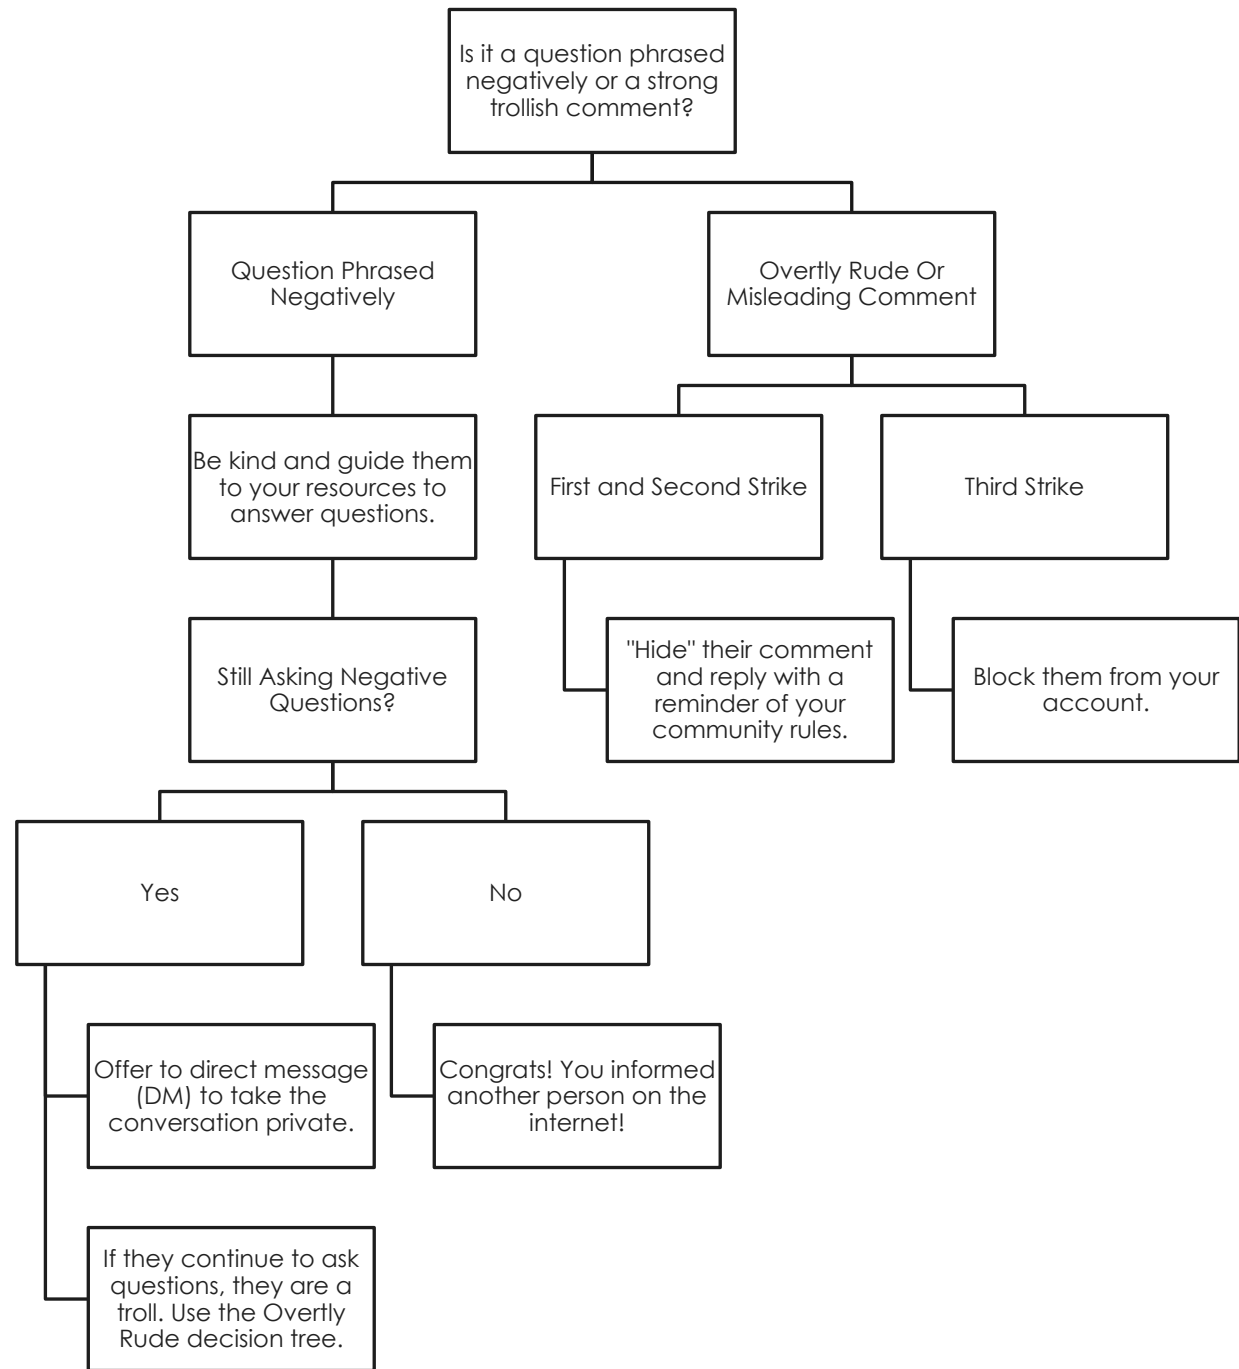 Is it a question phrased
negatively or a strong
trollish comment?
Question Phrased
Negatively
Overtly Rude Or
Misleading Comment
Be kind and guide them
to your resources to
answer questions.
First and Second Strike
Third Strike
Still Asking Negative
Questions?
"Hide" their comment
and reply with a
reminder of your
community rules.
Block them from your
account.
Yes
No
Offer to direct message
(DM) to take the
conversation private.
Congrats! You informed
another person on the
internet!
If they continue to ask
questions, they are a
troll. Use the Overtly
Rude decision tree.